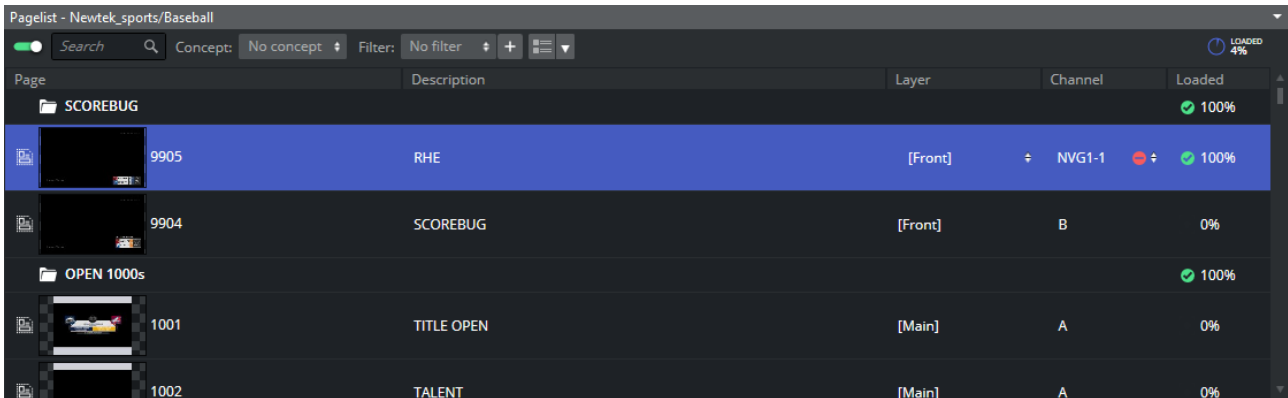 Pagelist - Newtek_sports/Baseball
Search Concept: No concept Filter: No filter + LOADED 4%
Page Description Layer Channel Loaded
SCOREBUG 100%
9905 RHE [Front] NVG1-1 100%
9904 SCOREBUG [Front] B 0%
OPEN 1000s 100%
1001 TITLE OPEN [Main] A 0%
1002 TALENT [Main] A 0%